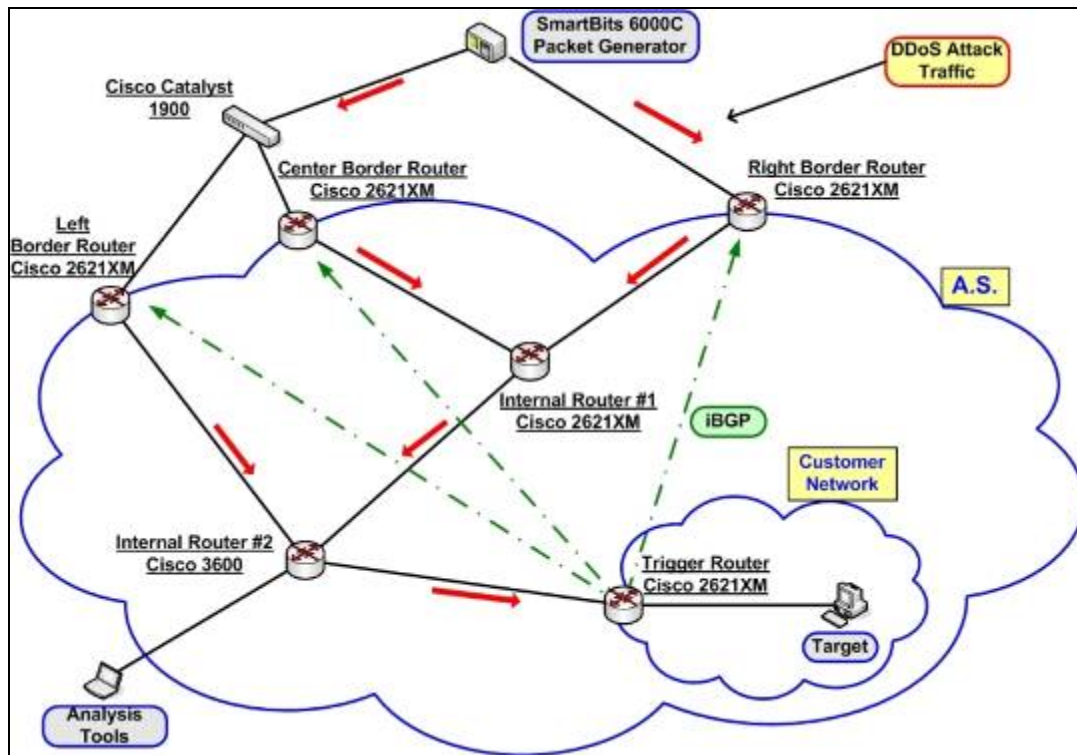 SmartBits 6000C
Packet Generator
DDoS Attack
Traffic
Cisco Catalyst
1900
Center Border Router
Cisco 2621XM
Right Border Router
Cisco 2621XM
Left
Border Router
Cisco 2621XM
A.S.
Internal Router #1
Cisco 2621XM
iBGP
Customer
Network
Internal Router #2
Cisco 3600
Trigger Router
Cisco 2621XM
Target
Analysis
Tools